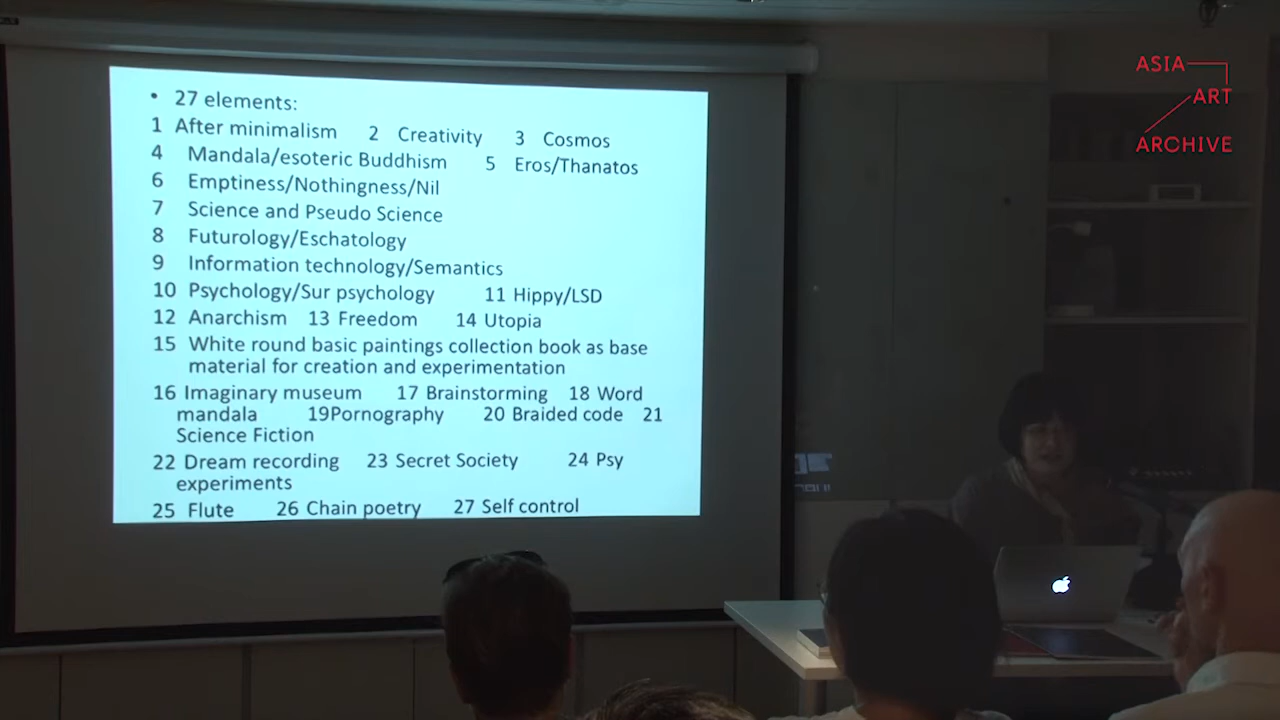 • 27 elements:
1 After minimalism 2 Creativity 3 Cosmos
4 Mandala/esoteric Buddhism 5 Eros/Thanatos
6 Emptiness/Nothingness/Nil
7 Science and Pseudo Science
8 Futurology/Eschatology
9 Information technology/Semantics
10 Psychology/Sur psychology 11 Hippy/LSD
12 Anarchism 13 Freedom 14 Utopia
15 White round basic paintings collection book as base
material for creation and experimentation
16 Imaginary museum 17 Brainstorming 18 Word
mandala 19Pornography 20 Braided code 21
Science Fiction
22 Dream recording 23 Secret Society 24 Psy
experiments
25 Flute 26 Chain poetry 27 Self control
ASIA
ART
ARCHIVE